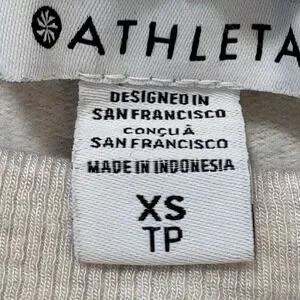 ATHLETA
DESIGNED IN
SAN FRANCISCO
CONÇU À
SAN FRANCISCO
MADE IN INDONESIA
XS
TP